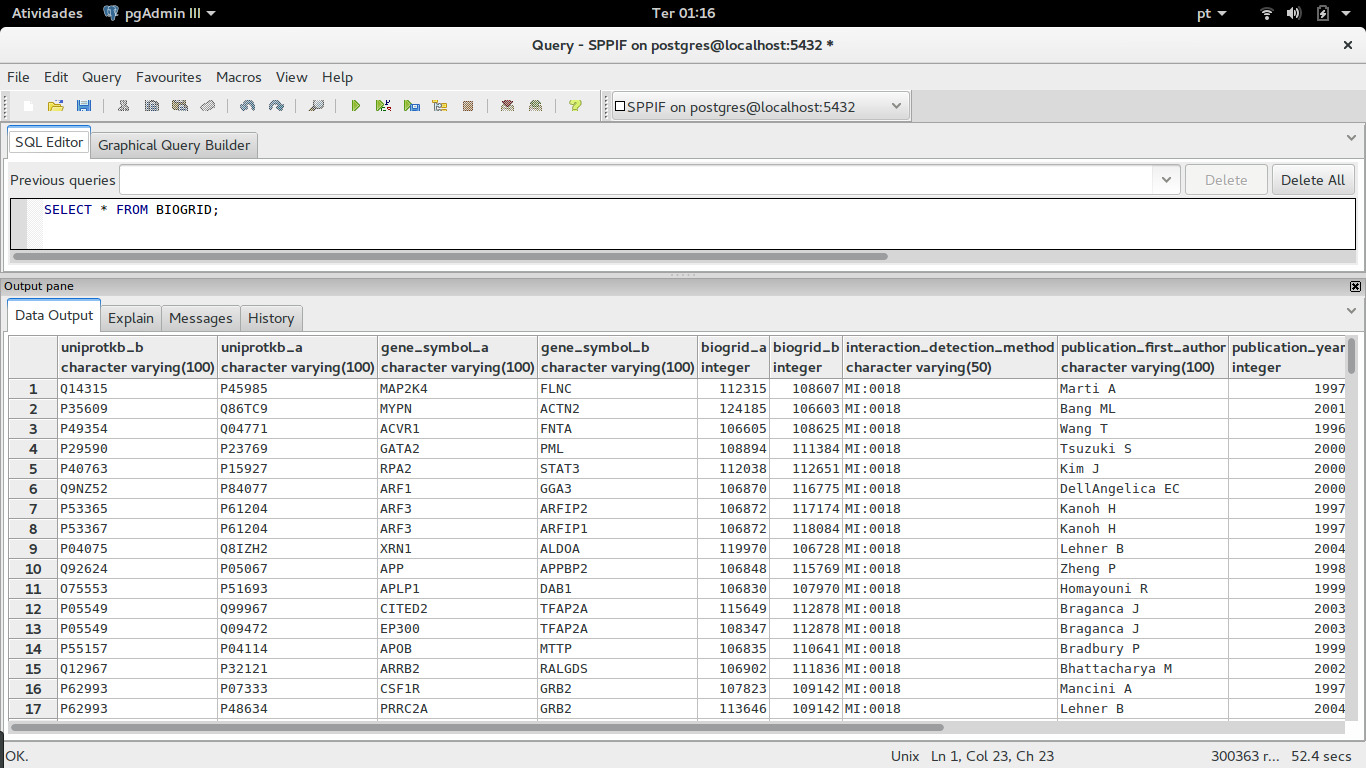 Atividades pgAdmin III Ter 01:16 pt
Query - SPPIF on postgres@localhost:5432 *
File Edit Query Favourites Macros View Help
SPPIF on postgres@localhost:5432
SQL Editor Graphical Query Builder
Previous queries Delete Delete All
SELECT * FROM BIOGRID;
Output pane
Data Output Explain Messages History
uniprotkb_b uniprotkb_a gene_symbol_a gene_symbol_b biogrid_a biogrid_b interaction_detection_method publication_first_author publication_year
character varying(100) character varying(100) character varying(100) character varying(100) integer integer character varying(50) character varying(100) integer
1 Q14315 P45985 MAP2K4 FLNC 112315 108607 MI:0018 Marti A 1997
2 P35609 Q86TC9 MYPN ACTN2 124185 106603 MI:0018 Bang ML 2001
3 P49354 Q04771 ACVR1 FNTA 106605 108625 MI:0018 Wang T 1996
4 P29590 P23769 GATA2 PML 108894 111384 MI:0018 Tsuzuki S 2000
5 P40763 P15927 RPA2 STAT3 112038 112651 MI:0018 Kim J 2000
6 Q9NZ52 P84077 ARF1 GGA3 106870 116775 MI:0018 DellAngelica EC 2000
7 P53365 P61204 ARF3 ARFIP2 106872 117174 MI:0018 Kanoh H 1997
8 P53367 P61204 ARF3 ARFIP1 106872 118084 MI:0018 Kanoh H 1997
9 P04075 Q8IZH2 XRN1 ALDOA 119970 106728 MI:0018 Lehner B 2004
10 Q92624 P05067 APP APPBP2 106848 115769 MI:0018 Zheng P 1998
11 O75553 P51693 APLP1 DAB1 106830 107970 MI:0018 Homayouni R 1999
12 P05549 Q99967 CITED2 TFAP2A 115649 112878 MI:0018 Braganca J 2003
13 P05549 Q09472 EP300 TFAP2A 108347 112878 MI:0018 Braganca J 2003
14 P55157 P04114 APOB MTTP 106835 110641 MI:0018 Bradbury P 1999
15 Q12967 P32121 ARRB2 RALGDS 106902 111836 MI:0018 Bhattacharya M 2002
16 P62993 P07333 CSF1R GRB2 107823 109142 MI:0018 Mancini A 1997
17 P62993 P48634 PRRC2A GRB2 113646 109142 MI:0018 Lehner B 2004
OK. Unix Ln 1, Col 23, Ch 23 300363 r... 52.4 secs